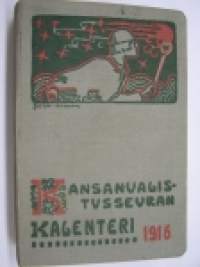 KANSANVALIS-
TUSSEURAN
KALENTERI 1916